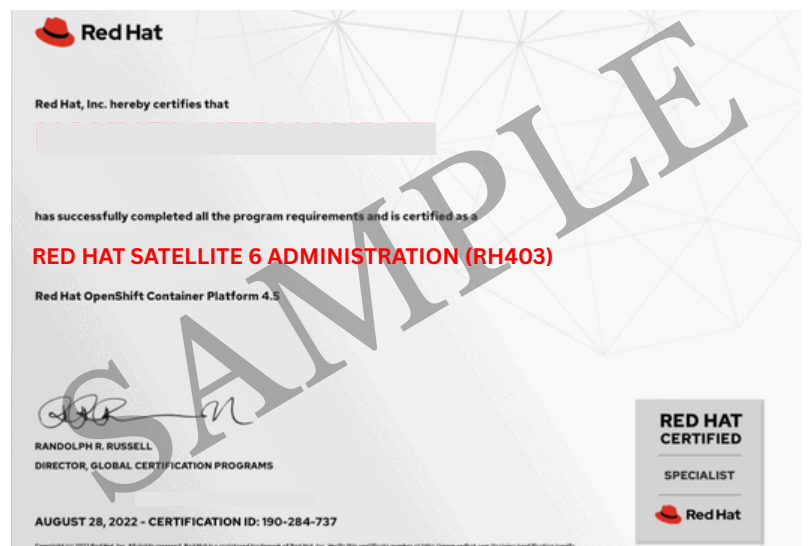 Red Hat
Red Hat, Inc. hereby certifies that
has successfully completed all the program requirements and is certified as a
RED HAT SATELLITE 6 ADMINISTRATION (RH403)
Red Hat OpenShift Container Platform 4.5
SAMPLE
RANDOLPH R. RUSSELL
DIRECTOR, GLOBAL CERTIFICATION PROGRAMS
RED HAT
CERTIFIED
SPECIALIST
Red Hat
AUGUST 28, 2022 - CERTIFICATION ID: 190-284-737